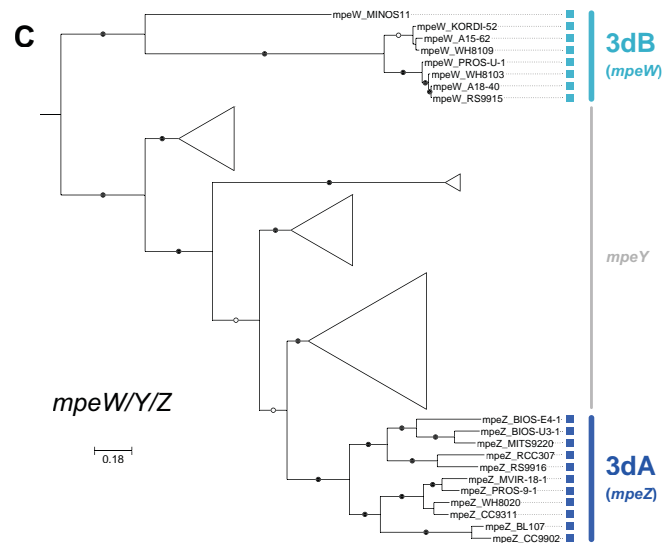 C
mpeW_MINOS11
mpeW_KORDI-52
mpeW_A15-62
mpeW_WH8109
mpeW_PROS-U-1
mpeW_WH8103
mpeW_A18-40
mpeW_RS9915
3dB
(mpeW)
mpeY
mpeW/Y/Z
0.18
mpeZ_BIOS-E4-1
mpeZ_BIOS-U3-1
mpeZ_MITS9220
mpeZ_RCC307
mpeZ_RS9916
mpeZ_MVIR-18-1
mpeZ_PROS-9-1
mpeZ_WH8020
mpeZ_CC9311
mpeZ_BL107
mpeZ_CC9902
3dA
(mpeZ)